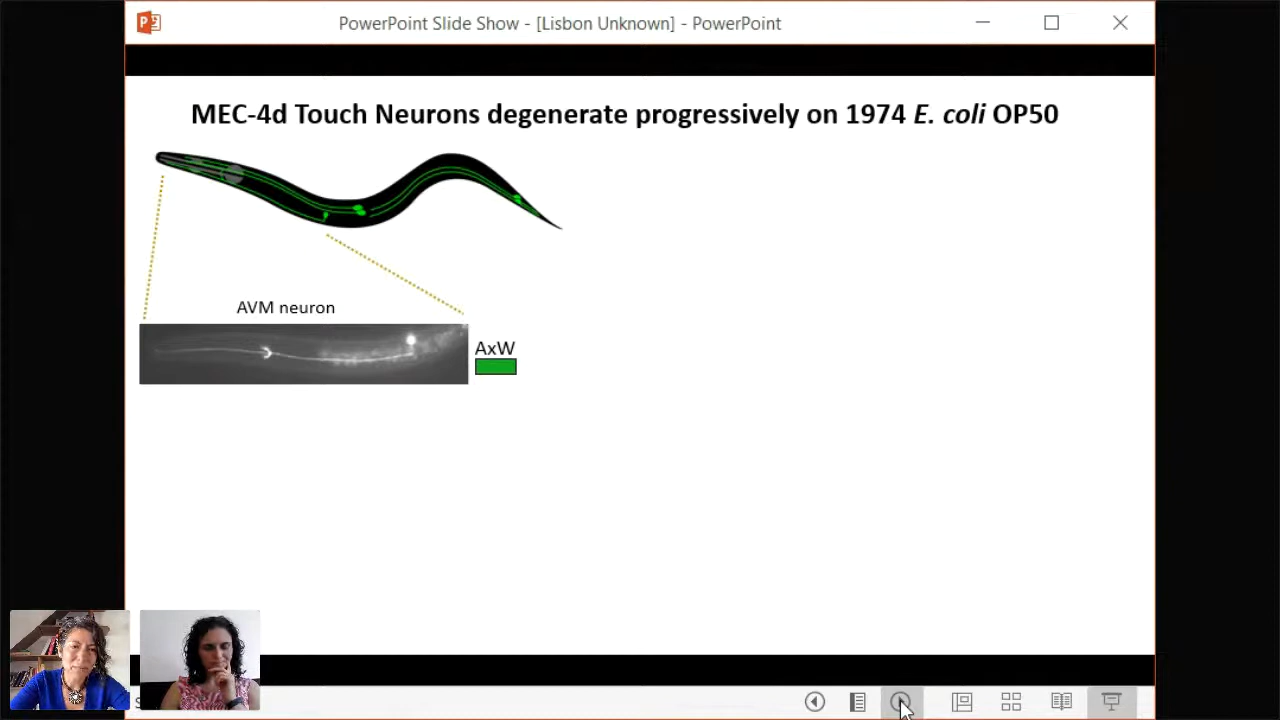 PowerPoint Slide Show - [Lisbon Unknown] - PowerPoint
MEC-4d Touch Neurons degenerate progressively on 1974 E. coli OP50
AVM neuron
AxW